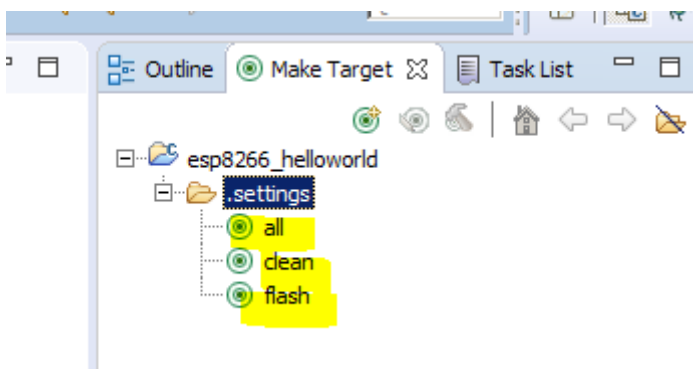 Outline Make Target Task List
esp8266_helloworld
.settings
all
clean
flash